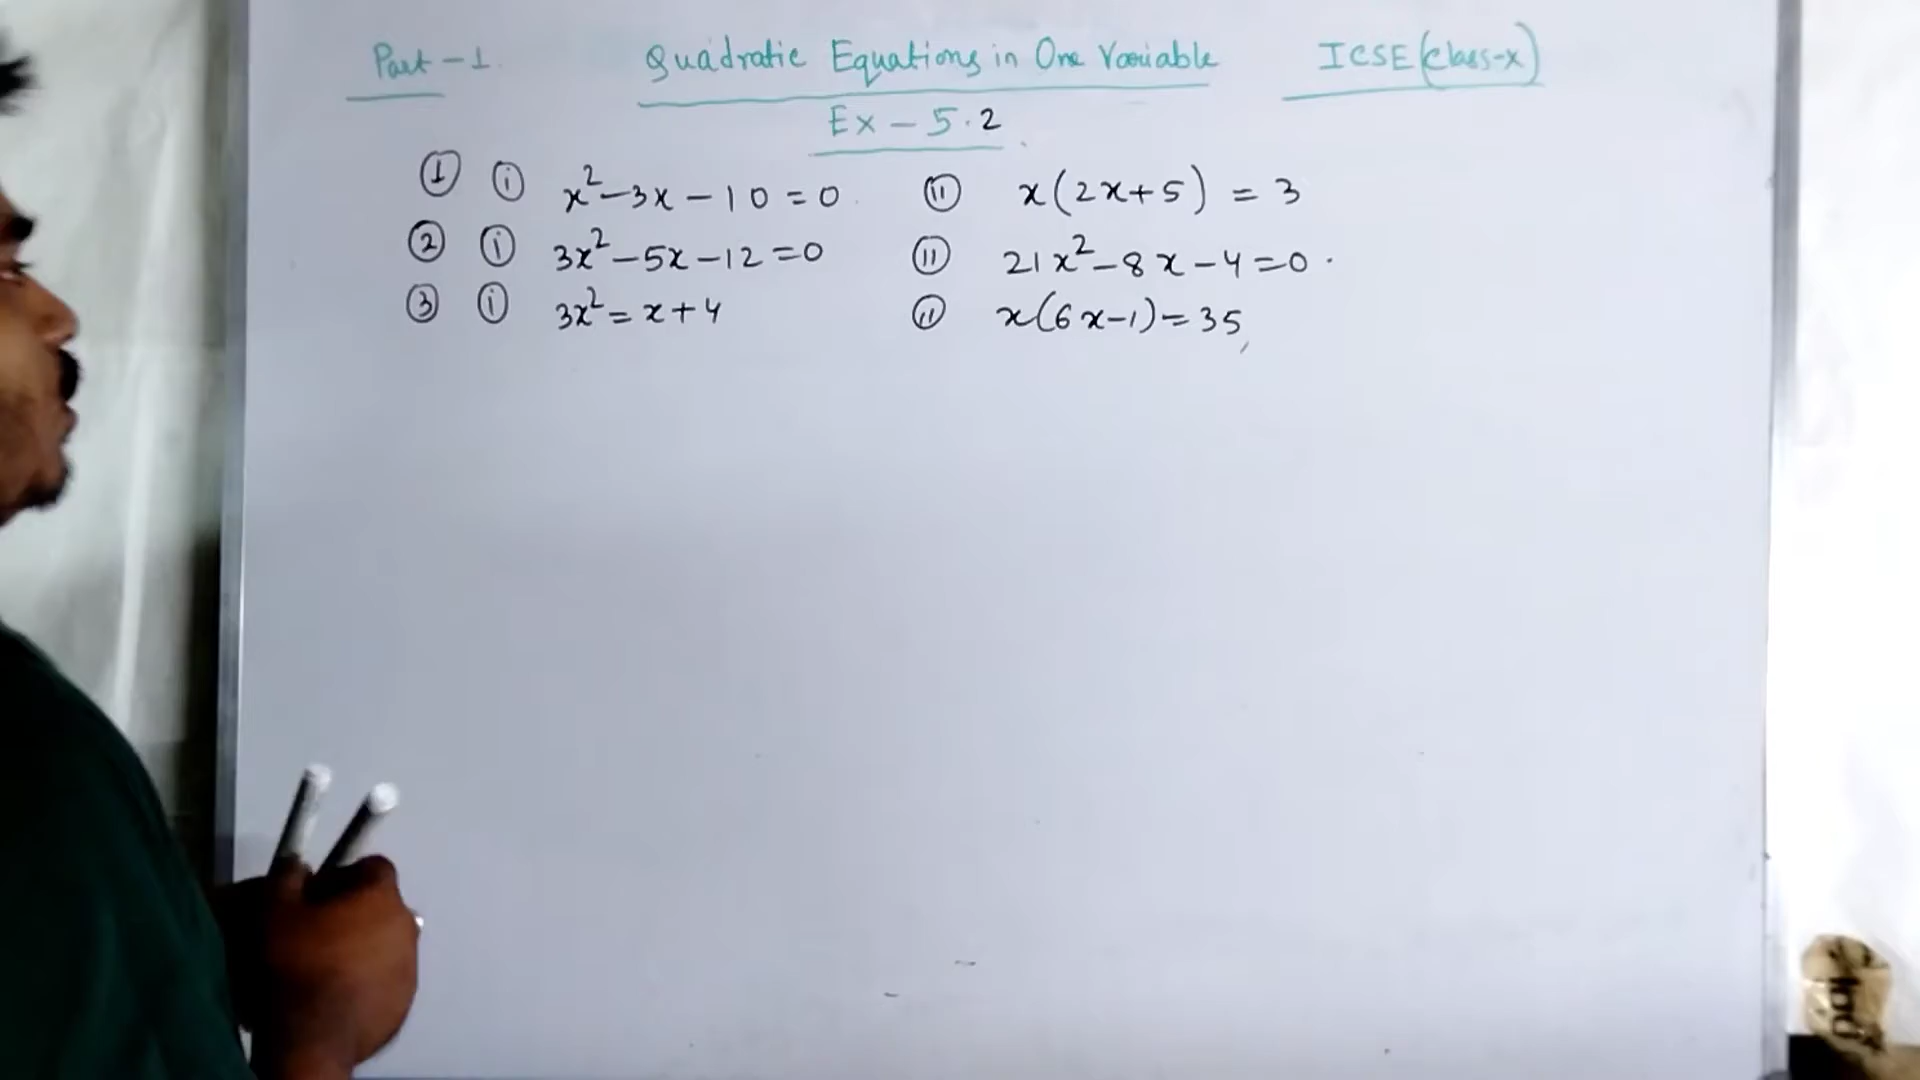 Part-1 Quadratic Equations in One Variable ICSE (Class-X)
Ex - 5.2
① ⓘ x²-3x-10=0 ⓘⓘ x(2x+5) = 3
② ⓘ 3x²-5x-12=0 ⓘⓘ 21x²-8x-4=0.
③ ⓘ 3x²=x+4 ⓘⓘ x(6x-1)=35,